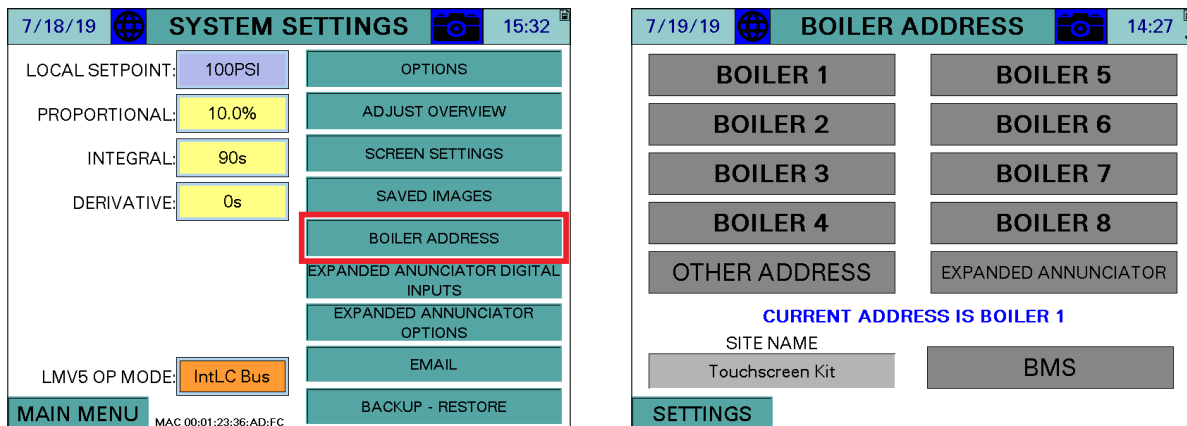 7/18/19 SYSTEM SETTINGS 15:32
LOCAL SETPOINT: 100PSI
PROPORTIONAL: 10.0%
INTEGRAL: 90s
DERIVATIVE: 0s
LMV5 OP MODE: IntLC Bus
OPTIONS
ADJUST OVERVIEW
SCREEN SETTINGS
SAVED IMAGES
BOILER ADDRESS
EXPANDED ANUNCIATOR DIGITAL
INPUTS
EXPANDED ANNUNCIATOR
OPTIONS
EMAIL
BACKUP - RESTORE
MAIN MENU MAC 00:01:23:36:AD:FC
7/19/19 BOILER ADDRESS 14:27
BOILER 1 BOILER 5
BOILER 2 BOILER 6
BOILER 3 BOILER 7
BOILER 4 BOILER 8
OTHER ADDRESS EXPANDED ANNUNCIATOR
CURRENT ADDRESS IS BOILER 1
SITE NAME
Touchscreen Kit BMS
SETTINGS